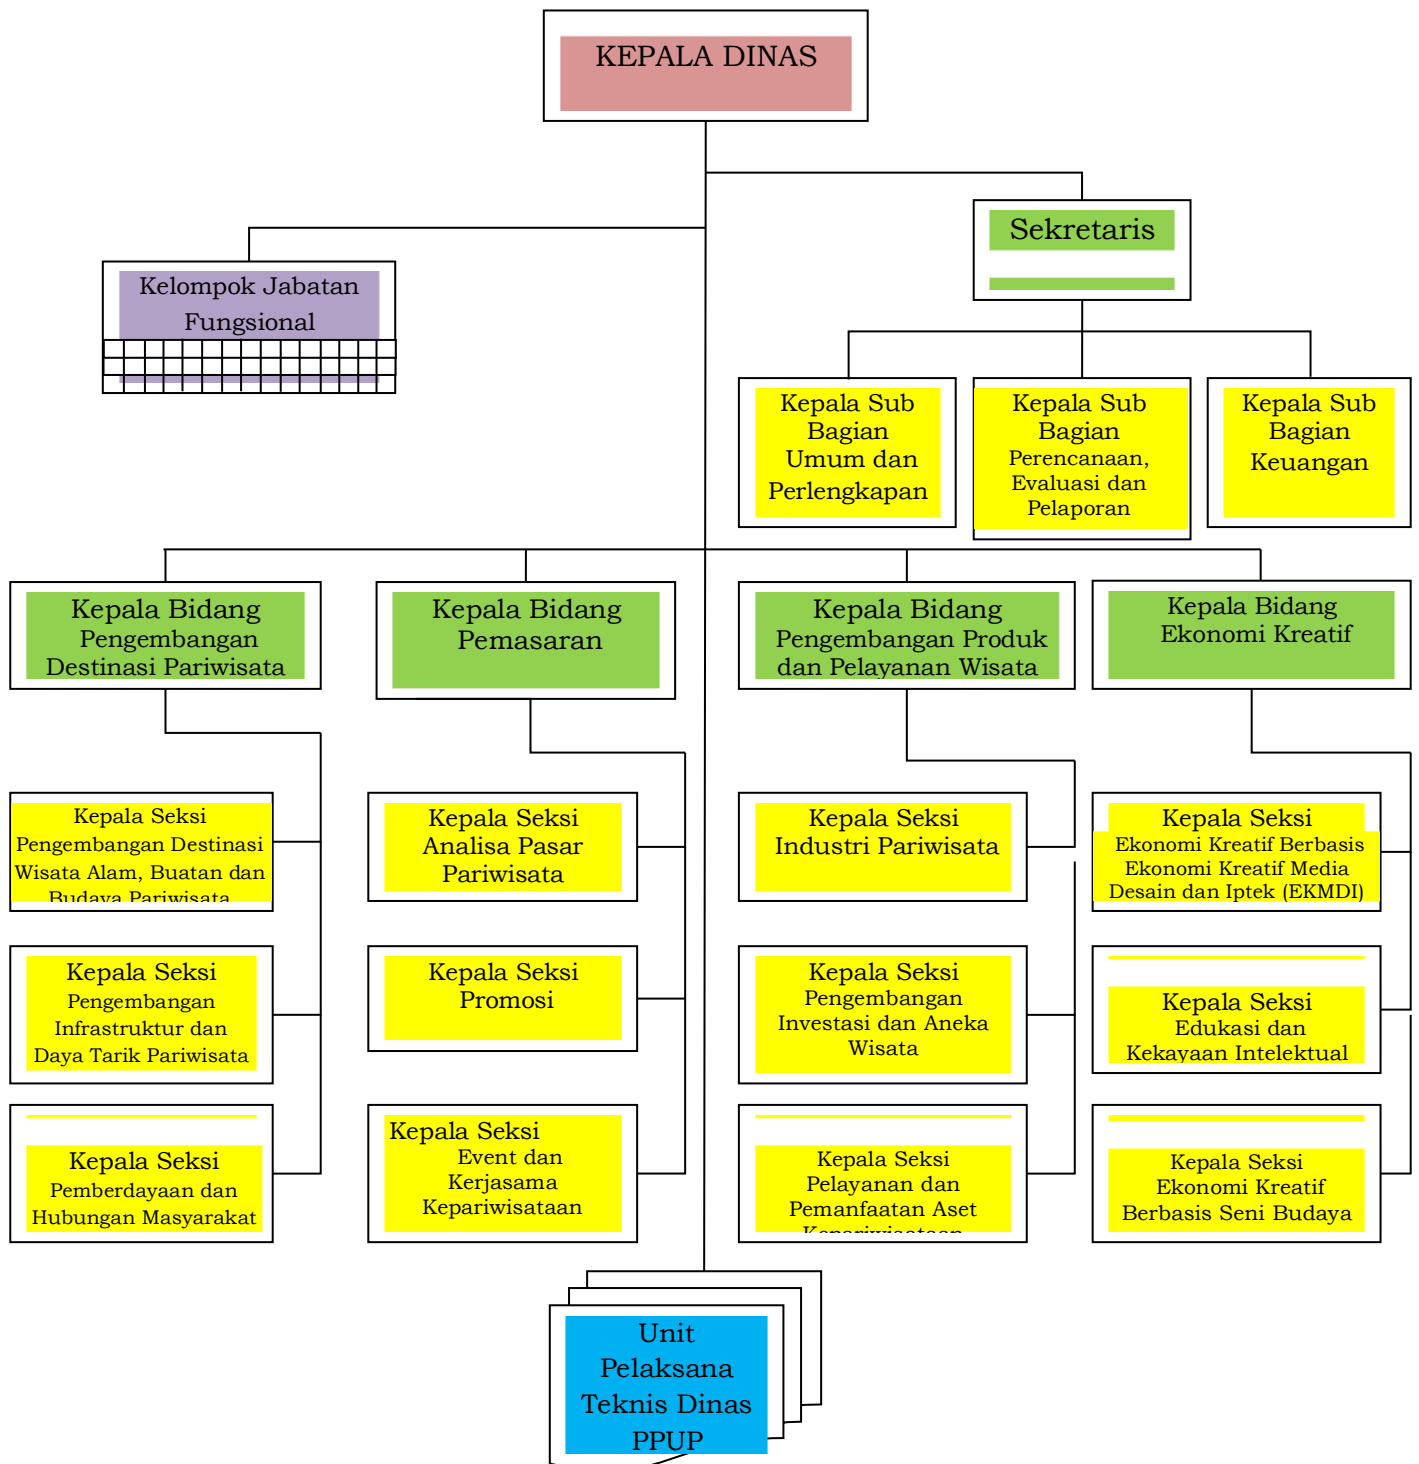 KEPALA DINAS
Sekretaris
Kelompok Jabatan
Fungsional
Kepala Sub
Bagian
Umum dan
Perlengkapan
Kepala Sub
Bagian
Perencanaan,
Evaluasi dan
Pelaporan
Kepala Sub
Bagian
Keuangan
Kepala Bidang
Pengembangan
Destinasi Pariwisata
Kepala Bidang
Pemasaran
Kepala Bidang
Pengembangan Produk
dan Pelayanan Wisata
Kepala Bidang
Ekonomi Kreatif
Kepala Seksi
Pengembangan Destinasi
Wisata Alam, Buatan dan
Budaya Pariwisata
Kepala Seksi
Analisa Pasar
Pariwisata
Kepala Seksi
Industri Pariwisata
Kepala Seksi
Ekonomi Kreatif Berbasis
Ekonomi Kreatif Media
Desain dan Iptek (EKMDI)
Kepala Seksi
Pengembangan
Infrastruktur dan
Daya Tarik Pariwisata
Kepala Seksi
Promosi
Kepala Seksi
Pengembangan
Investasi dan Aneka
Wisata
Kepala Seksi
Edukasi dan
Kekayaan Intelektual
Kepala Seksi
Pemberdayaan dan
Hubungan Masyarakat
Kepala Seksi
Event dan
Kerjasama
Kepariwisataan
Kepala Seksi
Pelayanan dan
Pemanfaatan Aset
Kepariwisataan
Kepala Seksi
Ekonomi Kreatif
Berbasis Seni Budaya
Unit
Pelaksana
Teknis Dinas
PPUP